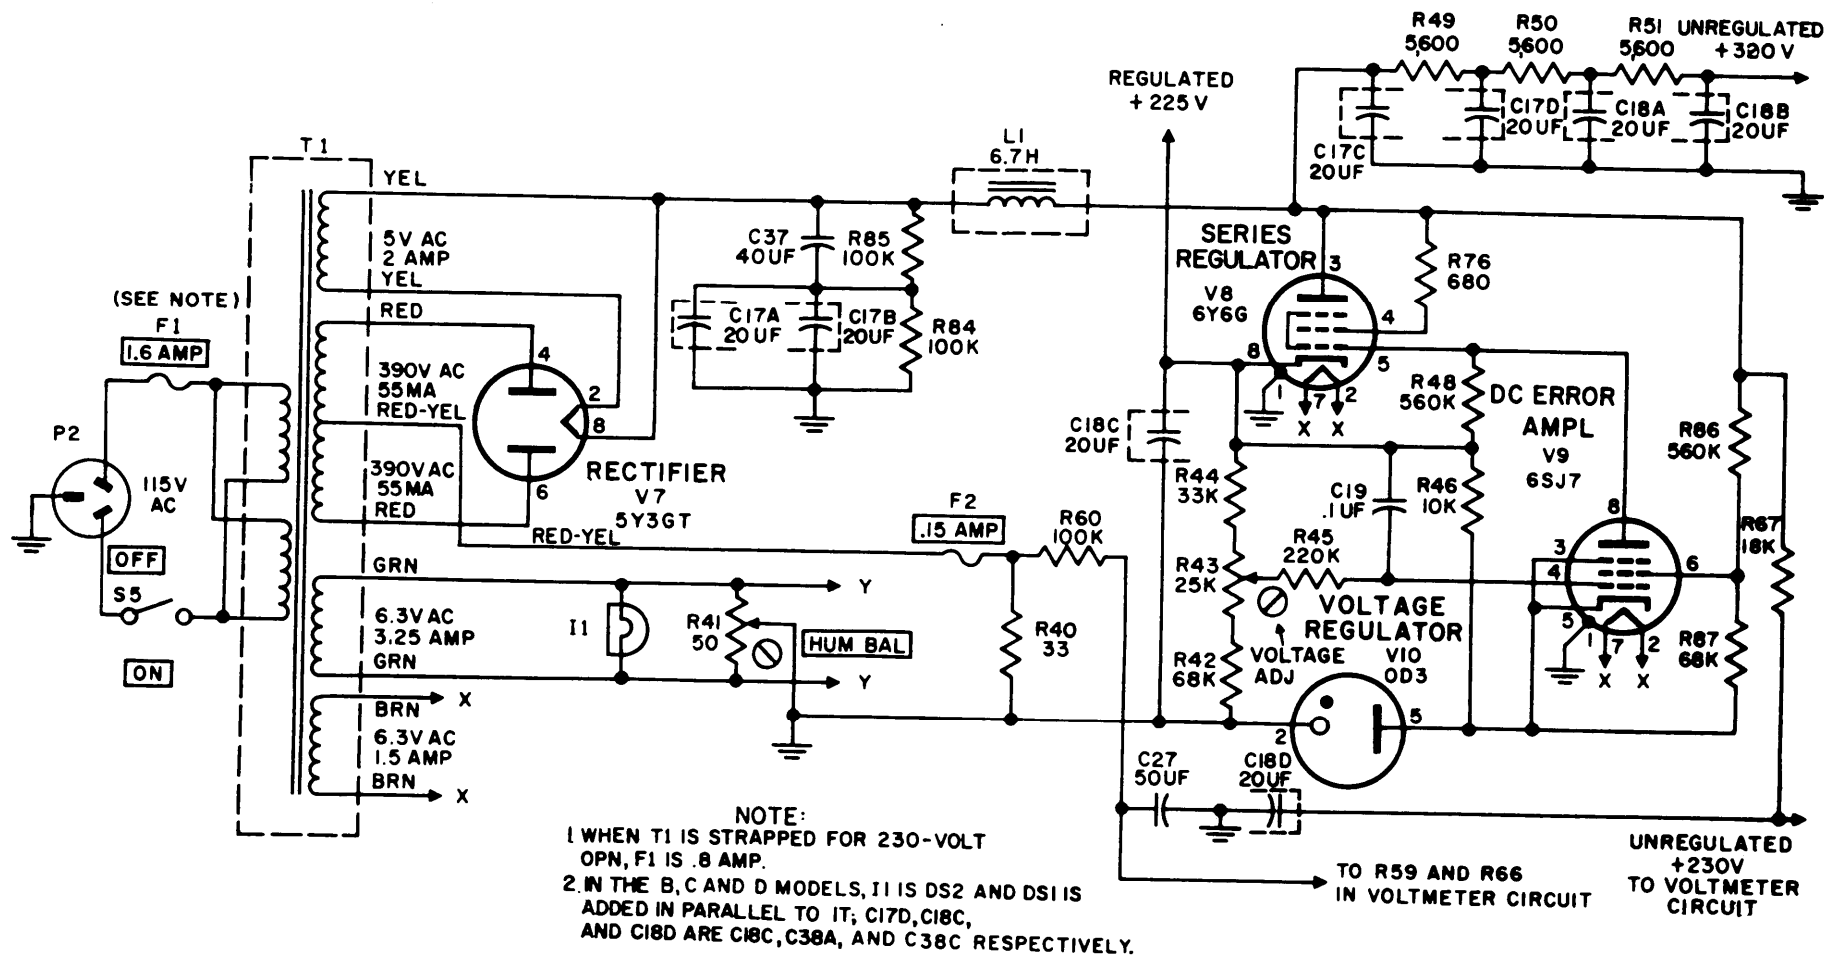 R49
5,600
R50
5,600
R51
5,600
UNREGULATED
+320V
REGULATED
+225V
C17C
20UF
C17D
20UF
C18A
20UF
C18B
20UF
T1
L1
6.7H
YEL
5V AC
2 AMP
YEL
C37
40UF
R85
100K
SERIES
REGULATOR
V8
6Y6G
3
4
5
8
1
7
2
X
X
R76
680
(SEE NOTE)
F1
1.6 AMP
RED
390V AC
55MA
RED-YEL
390VAC
55MA
RED
4
2
8
6
RECTIFIER
V7
5Y3GT
C17A
20UF
C17B
20UF
R84
100K
P2
115V
AC
OFF
S5
ON
C18C
20UF
R48
560K
DC ERROR
AMPL
V9
6SJ7
R86
560K
R44
33K
C19
.1UF
R46
10K
R67
18K
F2
.15 AMP
R60
100K
RED-YEL
R45
220K
R43
25K
8
3
4
6
5
1
7
2
X
X
GRN
6.3V AC
3.25 AMP
GRN
I1
R41
50
HUM BAL
Y
Y
R40
33
VOLTAGE
REGULATOR
V10
OD3
VOLTAGE
ADJ
R42
68K
R87
68K
2
5
BRN
6.3V AC
1.5 AMP
BRN
X
X
C27
50UF
C18D
20UF
UNREGULATED
+230V
TO VOLTMETER
CIRCUIT
TO R59 AND R66
IN VOLTMETER CIRCUIT
NOTE:
1. WHEN T1 IS STRAPPED FOR 230-VOLT
OPN, F1 IS .8 AMP.
2. IN THE B, C AND D MODELS, I1 IS DS2 AND DS1 IS
ADDED IN PARALLEL TO IT; C17D, C18C,
AND C18D ARE C18C, C38A, AND C38C RESPECTIVELY.